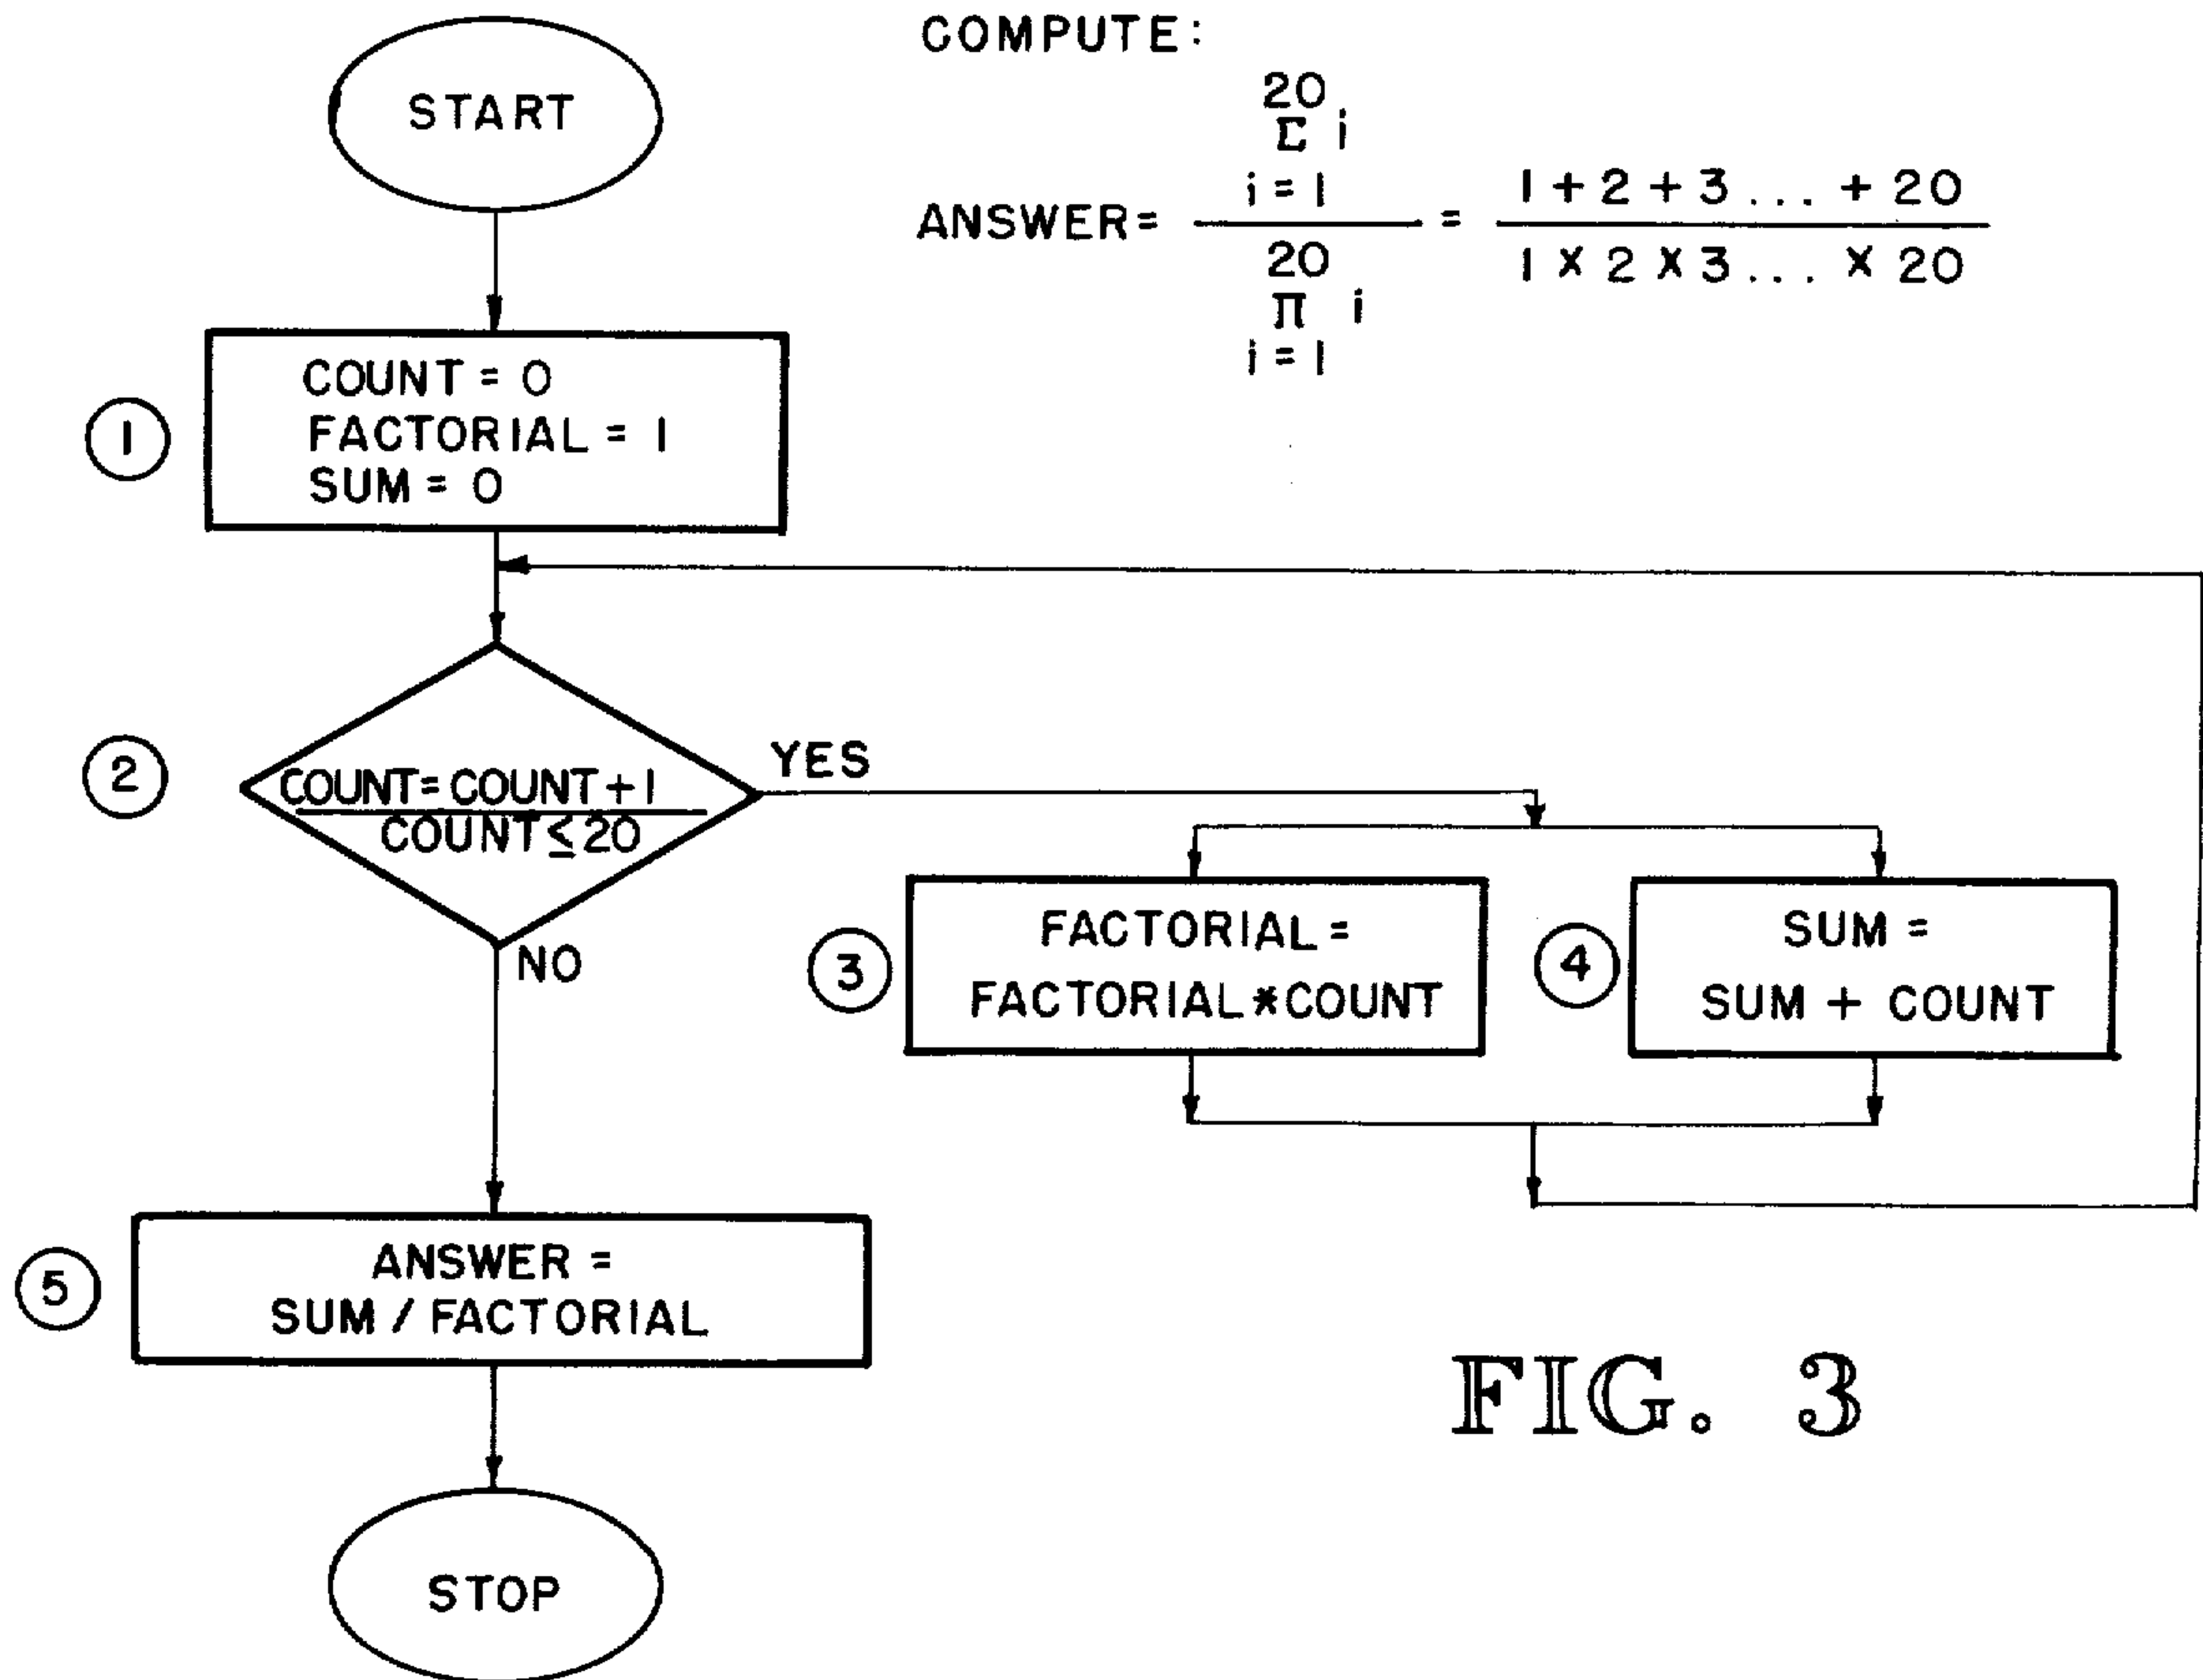 START
COMPUTE:
20
Σ i
i = 1
ANSWER = = 1 + 2 + 3 ... + 20
1 X 2 X 3 ... X 20
20
Π i
i = 1
1
COUNT = 0
FACTORIAL = 1
SUM = 0
2
COUNT = COUNT + 1
COUNT ≤ 20
YES
NO
3
FACTORIAL =
FACTORIAL * COUNT
4
SUM =
SUM + COUNT
5
ANSWER =
SUM / FACTORIAL
STOP
FIG. 3